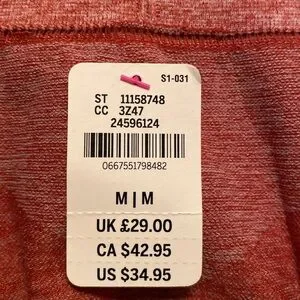 S1-031
ST 11158748
CC 3Z47
24596124
0667551798482
M | M
UK £29.00
CA $42.95
US $34.95